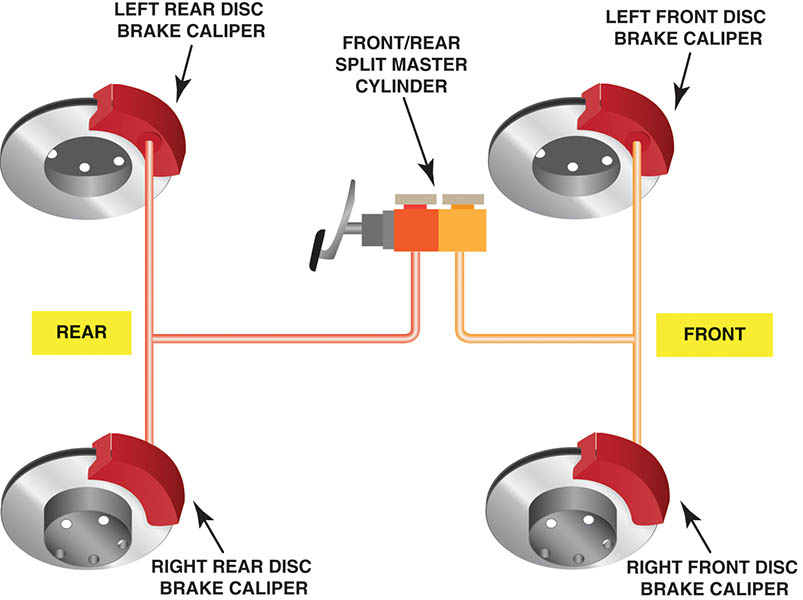 LEFT REAR DISC
BRAKE CALIPER
FRONT/REAR
SPLIT MASTER
CYLINDER
LEFT FRONT DISC
BRAKE CALIPER
REAR
FRONT
RIGHT REAR DISC
BRAKE CALIPER
RIGHT FRONT DISC
BRAKE CALIPER